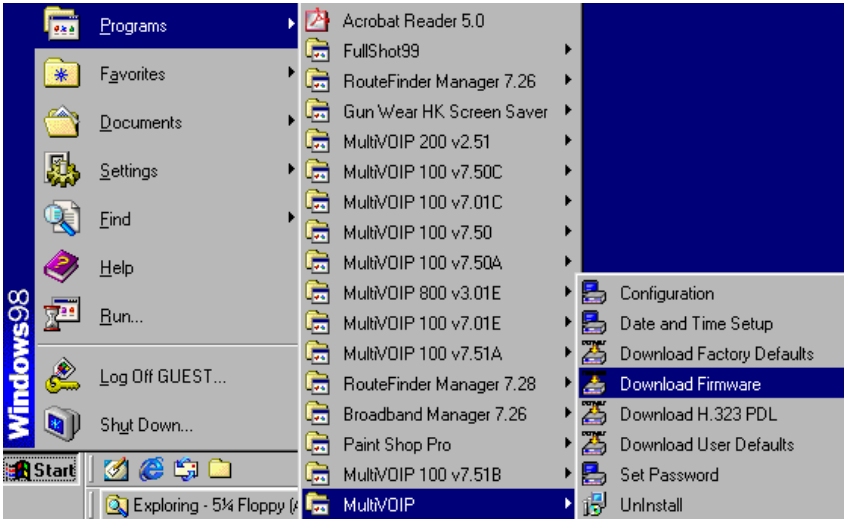 Windows98
Programs
Favorites
Documents
Settings
Find
Help
Run...
Log Off GUEST...
Shut Down...
Start
Exploring - 5¼ Floppy (
Acrobat Reader 5.0
FullShot99
RouteFinder Manager 7.26
Gun Wear HK Screen Saver
MultiVOIP 200 v2.51
MultiVOIP 100 v7.50C
MultiVOIP 100 v7.01C
MultiVOIP 100 v7.50
MultiVOIP 100 v7.50A
MultiVOIP 800 v3.01E
MultiVOIP 100 v7.01E
MultiVOIP 100 v7.51A
RouteFinder Manager 7.28
Broadband Manager 7.26
Paint Shop Pro
MultiVOIP 100 v7.51B
MultiVOIP
Configuration
Date and Time Setup
Download Factory Defaults
Download Firmware
Download H.323 PDL
Download User Defaults
Set Password
UnInstall